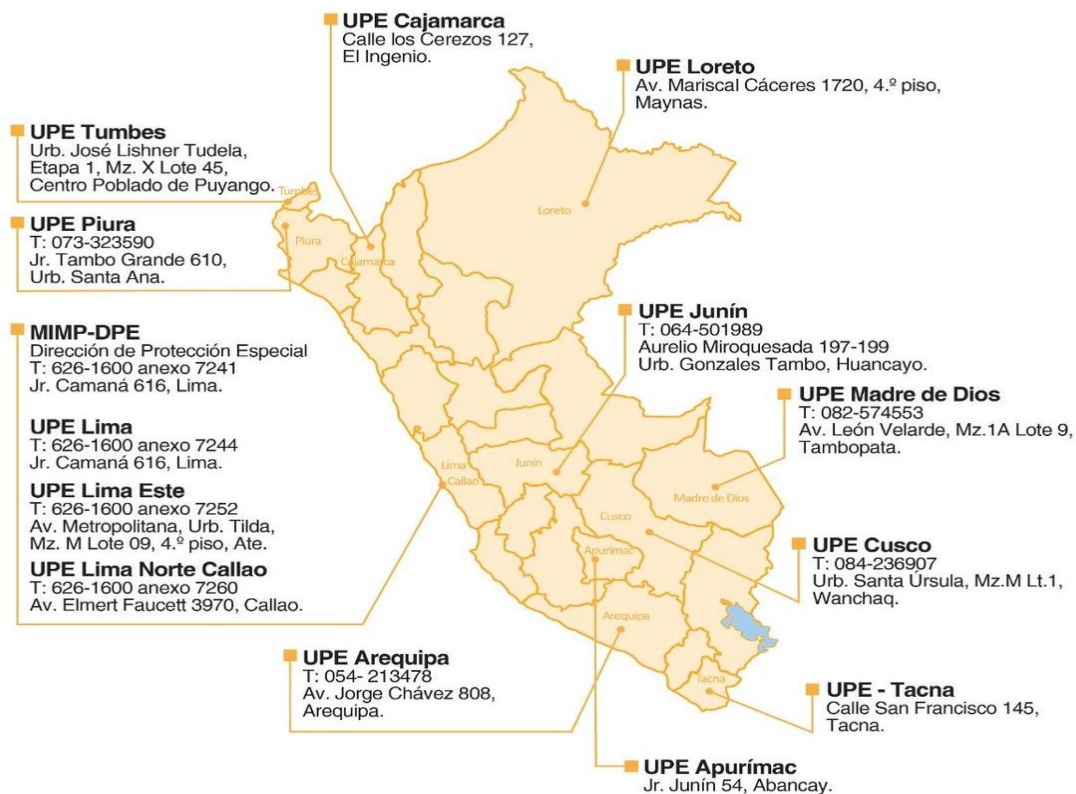 UPE Cajamarca
Calle los Cerezos 127,
El Ingenio.
UPE Loreto
Av. Mariscal Cáceres 1720, 4.º piso,
Maynas.
UPE Tumbes
Urb. José Lishner Tudela,
Etapa 1, Mz. X Lote 45,
Centro Poblado de Puyango.
UPE Piura
T: 073-323590
Jr. Tambo Grande 610,
Urb. Santa Ana.
MIMP-DPE
Dirección de Protección Especial
T: 626-1600 anexo 7241
Jr. Camaná 616, Lima.
UPE Lima
T: 626-1600 anexo 7244
Jr. Camaná 616, Lima.
UPE Lima Este
T: 626-1600 anexo 7252
Av. Metropolitana, Urb. Tilda,
Mz. M Lote 09, 4.º piso, Ate.
UPE Lima Norte Callao
T: 626-1600 anexo 7260
Av. Elmert Faucett 3970, Callao.
UPE Junín
T: 064-501989
Aurelio Miroquesada 197-199
Urb. Gonzales Tambo, Huancayo.
UPE Madre de Dios
T: 082-574553
Av. León Velarde, Mz.1A Lote 9,
Tambopata.
UPE Cusco
T: 084-236907
Urb. Santa Úrsula, Mz.M Lt.1,
Wanchaq.
UPE Arequipa
T: 054- 213478
Av. Jorge Chávez 808,
Arequipa.
UPE - Tacna
Calle San Francisco 145,
Tacna.
UPE Apurímac
Jr. Junín 54, Abancay.
Tumbes
Piura
Cajamarca
Loreto
Lima
Callao
Junín
Madre de Dios
Cusco
Apurímac
Arequipa
Tacna